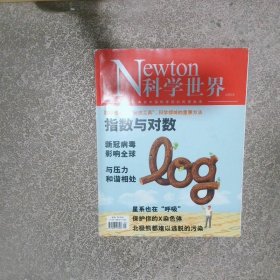 Newton
科学世界
指数与对数
新冠病毒
影响全球
与压力
和谐相处
log
星系也在“呼吸”
保护你的X染色体
北极熊都难以逃脱的污染